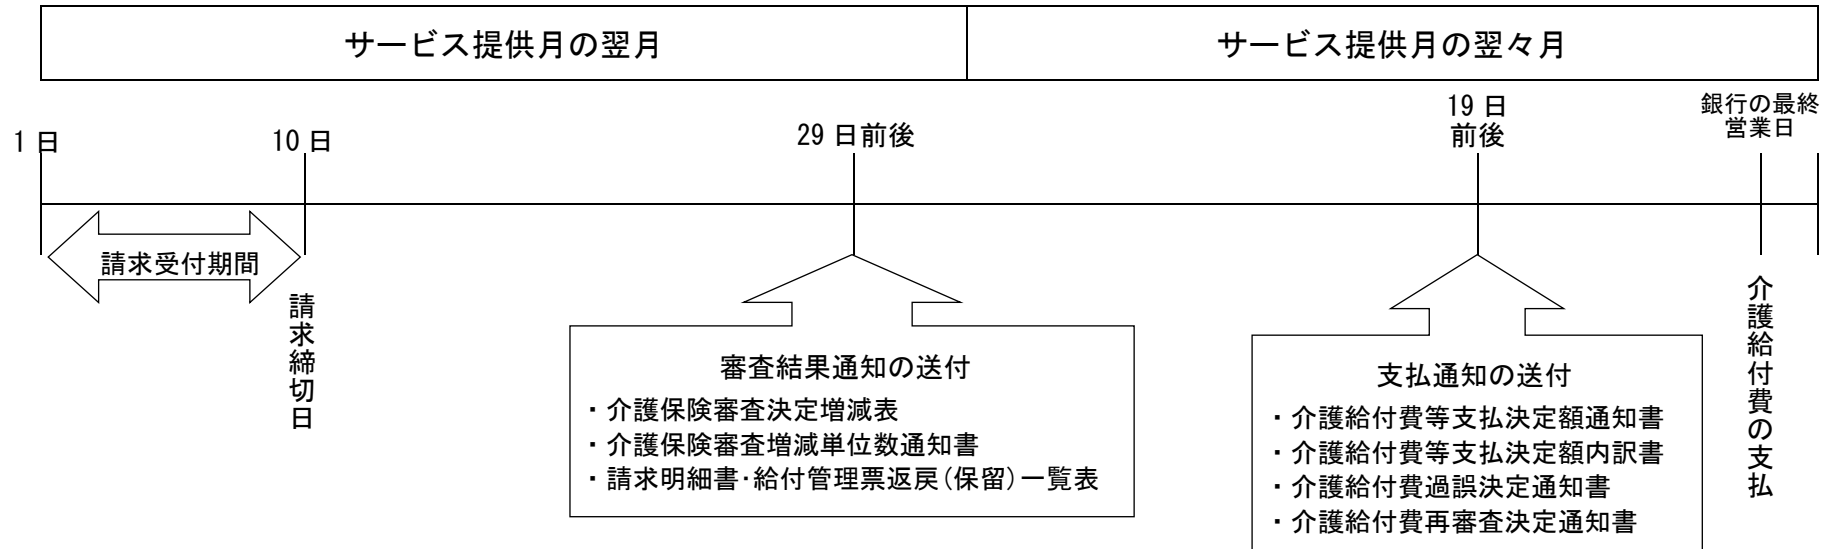 サービス提供月の翌月
サービス提供月の翌々月
1日
10日
29日前後
19日
前後
銀行の最終
営業日
請求受付期間
請求締切日
審査結果通知の送付
・介護保険審査決定増減表
・介護保険審査増減単位数通知書
・請求明細書・給付管理票返戻(保留)一覧表
支払通知の送付
・介護給付費等支払決定額通知書
・介護給付費等支払決定額内訳書
・介護給付費過誤決定通知書
・介護給付費再審査決定通知書
介護給付費の支払